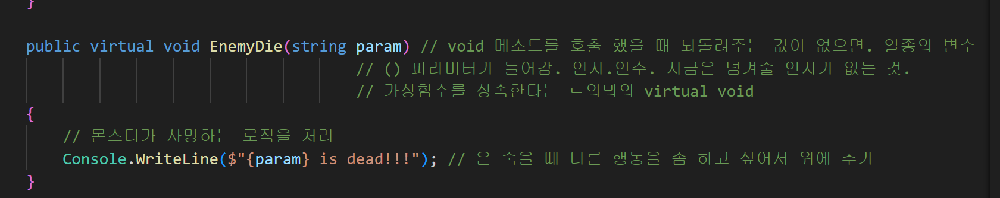 }
public virtual void EnemyDie(string param) // void 메소드를 호출 했을 때 되돌려주는 값이 없으면. 일종의 변수
// () 파라미터가 들어감. 인자.인수. 지금은 넘겨줄 인자가 없는 것.
// 가상함수를 상속한다는 ㄴ의믜의 virtual void
{
// 몬스터가 사망하는 로직을 처리
Console.WriteLine($"{param} is dead!!!"); // 은 죽을 때 다른 행동을 좀 하고 싶어서 위에 추가
}